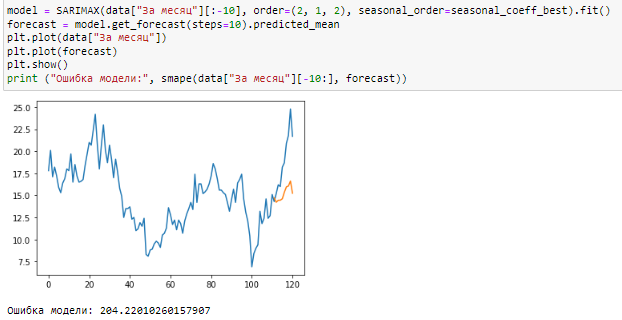 model = SARIMAX(data["За месяц"][:-10], order=(2, 1, 2), seasonal_order=seasonal_coeff_best).fit()
forecast = model.get_forecast(steps=10).predicted_mean
plt.plot(data["За месяц"])
plt.plot(forecast)
plt.show()
print ("Ошибка модели:", smape(data["За месяц"][-10:], forecast))
25.0
22.5
20.0
17.5
15.0
12.5
10.0
7.5
0 20 40 60 80 100 120
Ошибка модели: 204.22010260157907